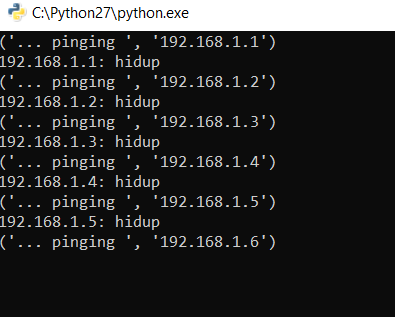 C:\Python27\python.exe
('... pinging ', '192.168.1.1')
192.168.1.1: hidup
('... pinging ', '192.168.1.2')
192.168.1.2: hidup
('... pinging ', '192.168.1.3')
192.168.1.3: hidup
('... pinging ', '192.168.1.4')
192.168.1.4: hidup
('... pinging ', '192.168.1.5')
192.168.1.5: hidup
('... pinging ', '192.168.1.6')